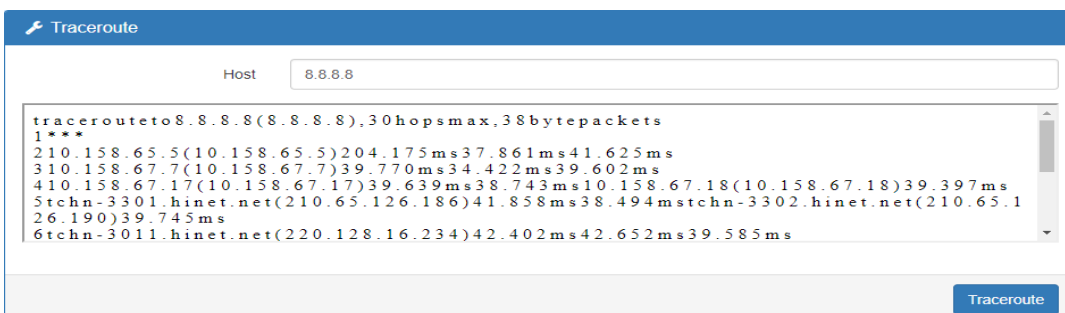 Traceroute
Host 8.8.8.8
tracerouteto8.8.8.8(8.8.8.8),30hopsmax,38bytepackets
1***
210.158.65.5(10.158.65.5)204.175ms37.861ms41.625ms
310.158.67.7(10.158.67.7)39.770ms34.422ms39.602ms
410.158.67.17(10.158.67.17)39.639ms38.743ms10.158.67.18(10.158.67.18)39.397ms
5tchn-3301.hinet.net(210.65.126.186)41.858ms38.494mstchn-3302.hinet.net(210.65.1
26.190)39.745ms
6tchn-3011.hinet.net(220.128.16.234)42.402ms42.652ms39.585ms
Traceroute